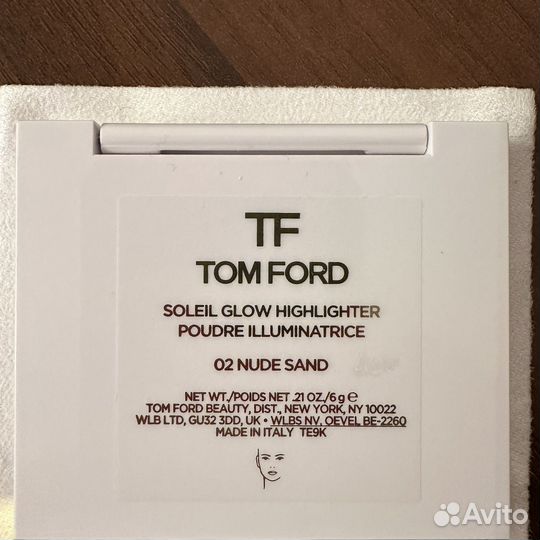 TF
TOM FORD
SOLEIL GLOW HIGHLIGHTER
POUDRE ILLUMINATRICE
02 NUDE SAND
NET WT./POIDS NET .21 OZ./6 g ℮
TOM FORD BEAUTY, DIST., NEW YORK, NY 10022
WLB LTD, GU32 3DD, UK • WLBS NV, OEVEL BE-2260
MADE IN ITALY TE9K
Avito